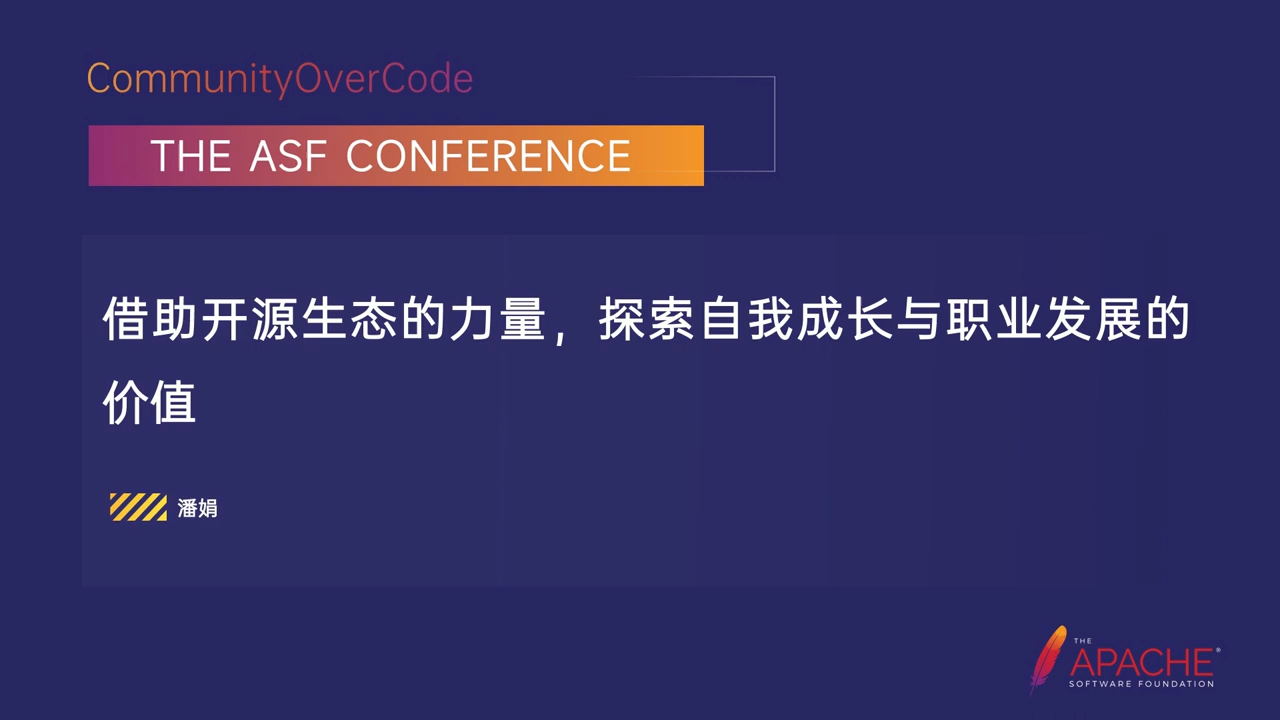 CommunityOverCode
THE ASF CONFERENCE
借助开源生态的力量，探索自我成长与职业发展的
价值
潘娟
THE
APACHE®
SOFTWARE FOUNDATION